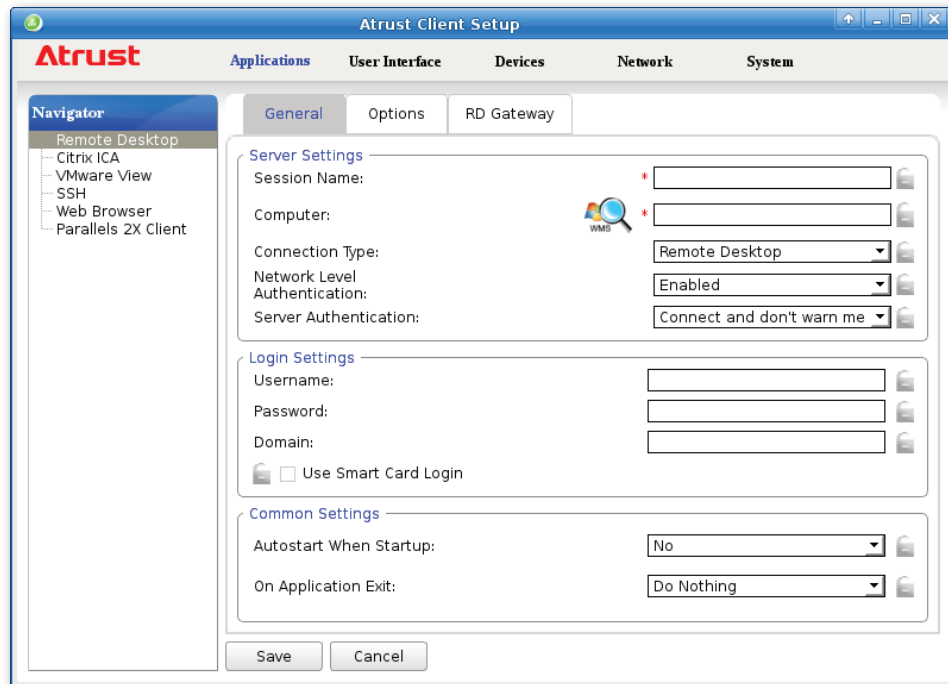 Atrust Client Setup
Atrust
Applications User Interface Devices Network System
Navigator
Remote Desktop
Citrix ICA
VMware View
SSH
Web Browser
Parallels 2X Client
General Options RD Gateway
Server Settings
Session Name: *
Computer: WMS *
Connection Type: Remote Desktop
Network Level
Authentication: Enabled
Server Authentication: Connect and don't warn me
Login Settings
Username:
Password:
Domain:
Use Smart Card Login
Common Settings
Autostart When Startup: No
On Application Exit: Do Nothing
Save Cancel